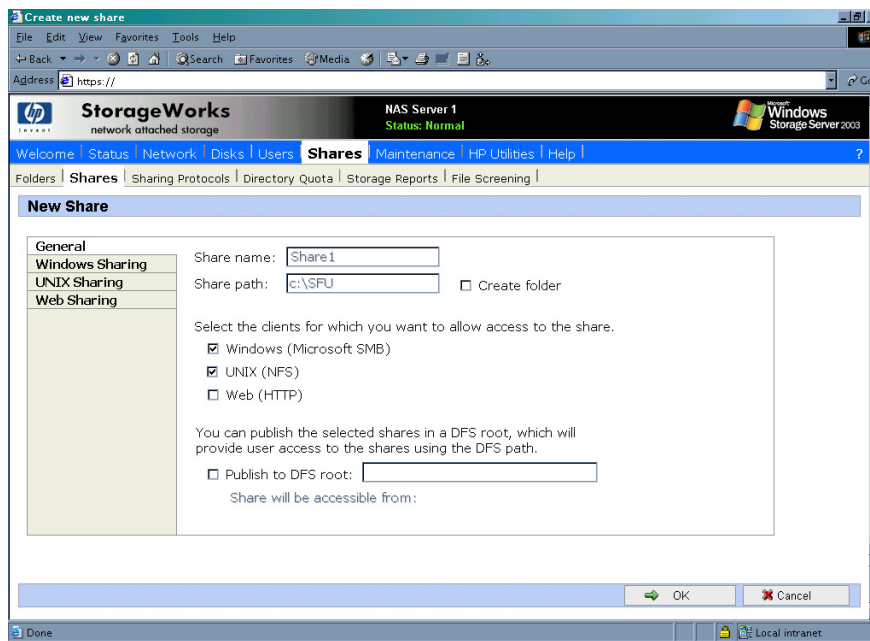 Create new share
File Edit View Favorites Tools Help
Back Search Favorites Media
Address https:// Go
hp StorageWorks NAS Server 1 Microsoft Windows
invent network attached storage Status: Normal Storage Server 2003
Welcome | Status | Network | Disks | Users | Shares | Maintenance | HP Utilities | Help | ?
Folders | Shares | Sharing Protocols | Directory Quota | Storage Reports | File Screening |
New Share
General
Windows Sharing
UNIX Sharing
Web Sharing
Share name: Share1
Share path: c:\SFU Create folder
Select the clients for which you want to allow access to the share.
Windows (Microsoft SMB)
UNIX (NFS)
Web (HTTP)
You can publish the selected shares in a DFS root, which will
provide user access to the shares using the DFS path.
Publish to DFS root:
Share will be accessible from:
OK Cancel
Done Local intranet